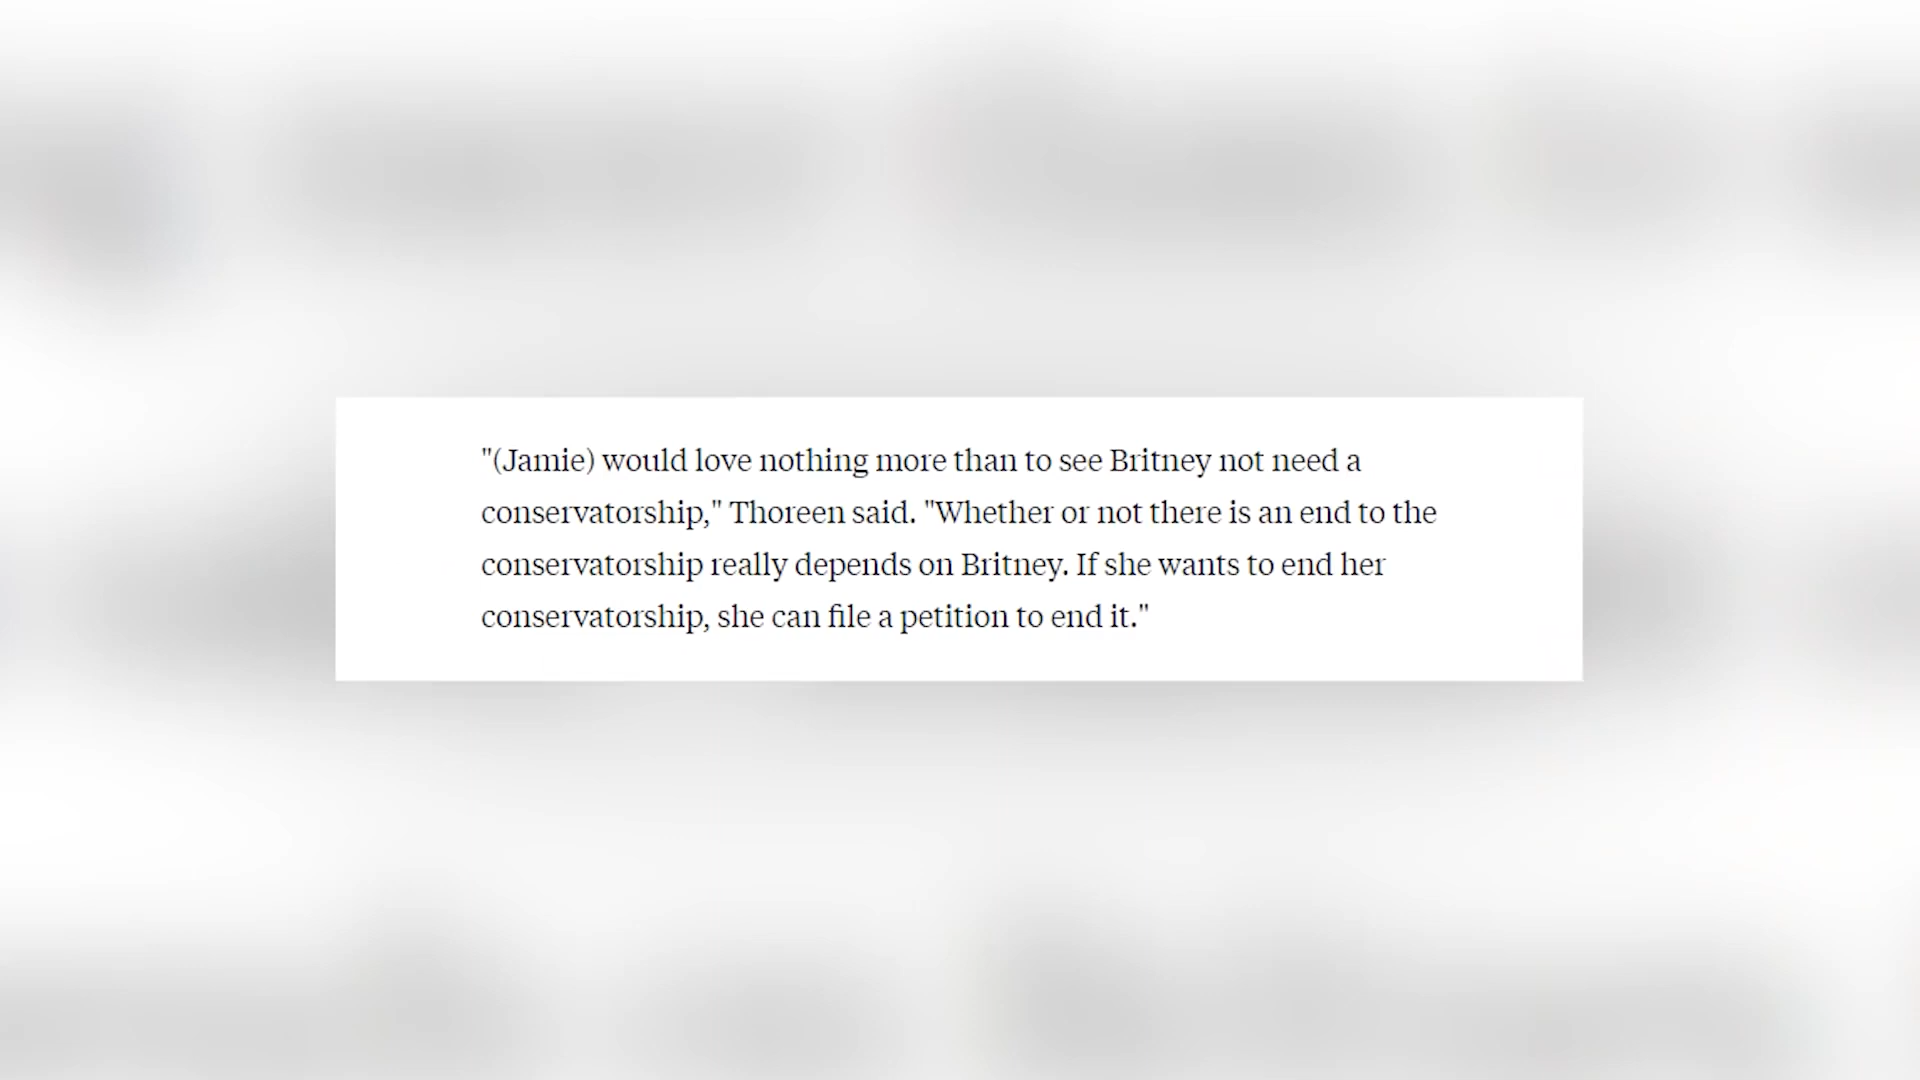 "(Jamie) would love nothing more than to see Britney not need a
conservatorship," Thoreen said. "Whether or not there is an end to the
conservatorship really depends on Britney. If she wants to end her
conservatorship, she can file a petition to end it."